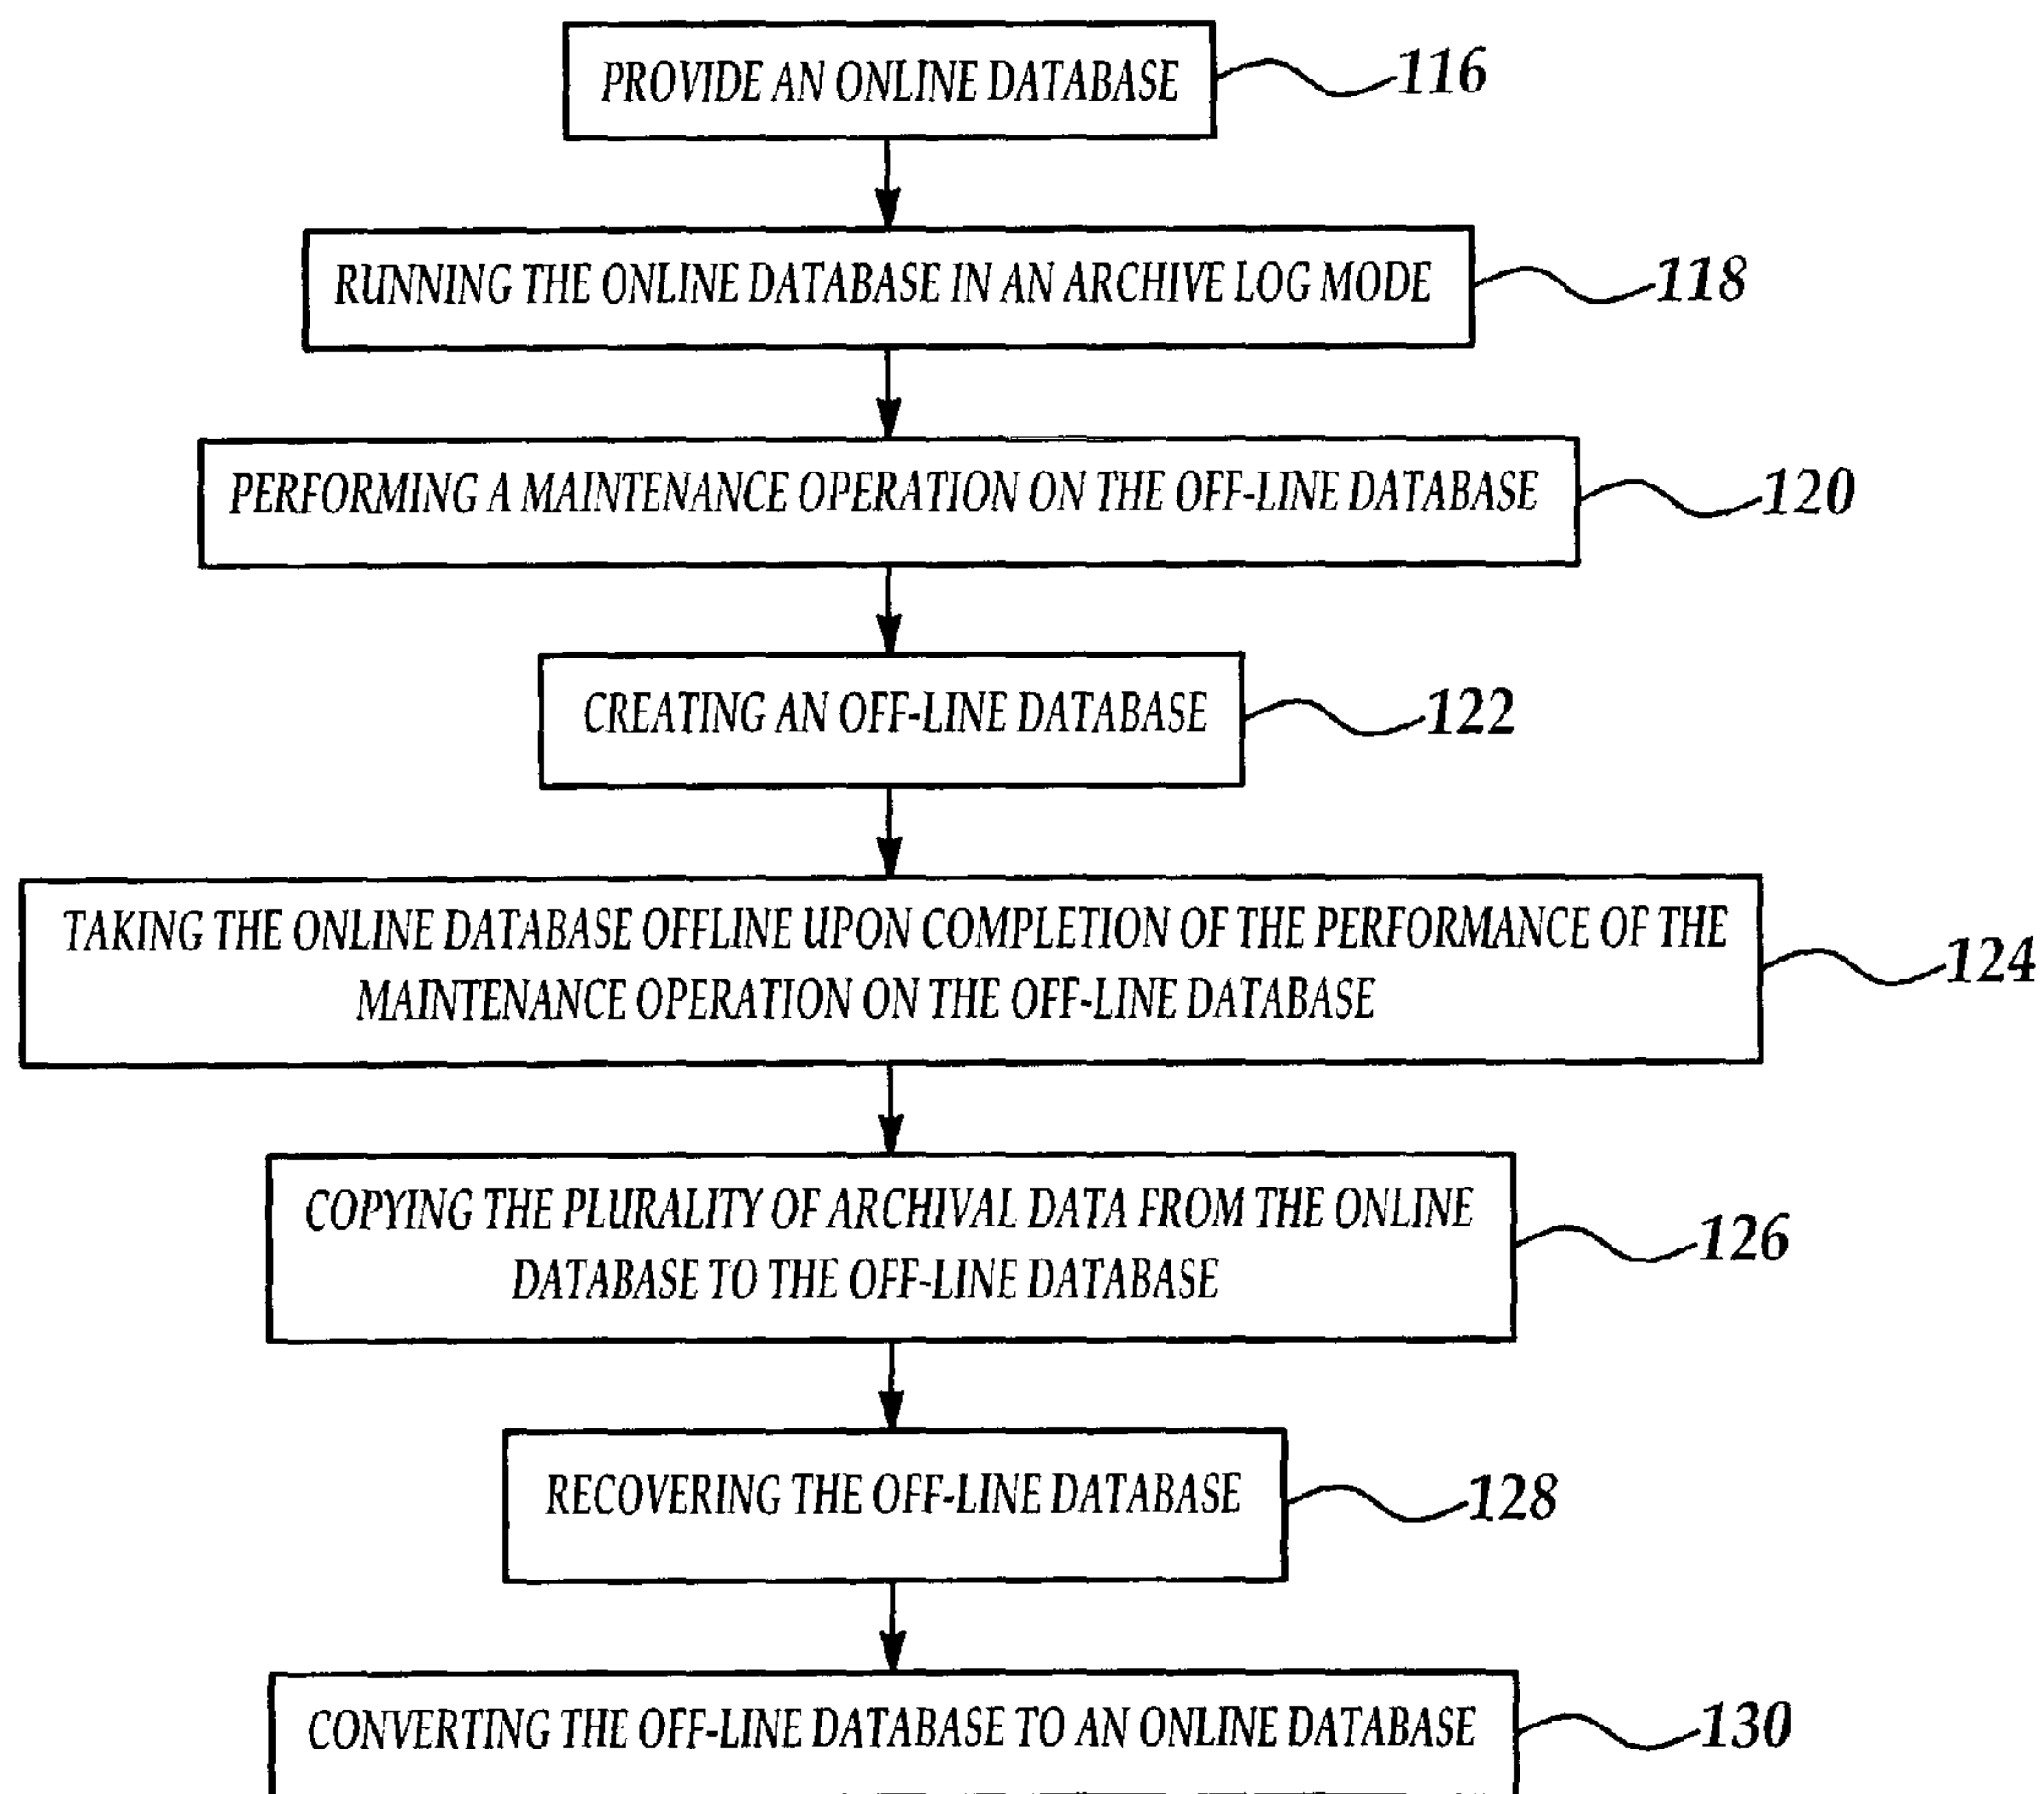 PROVIDE AN ONLINE DATABASE
116
RUNNING THE ONLINE DATABASE IN AN ARCHIVE LOG MODE
118
PERFORMING A MAINTENANCE OPERATION ON THE OFF-LINE DATABASE
120
CREATING AN OFF-LINE DATABASE
122
TAKING THE ONLINE DATABASE OFFLINE UPON COMPLETION OF THE PERFORMANCE OF THE
MAINTENANCE OPERATION ON THE OFF-LINE DATABASE
124
COPYING THE PLURALITY OF ARCHIVAL DATA FROM THE ONLINE
DATABASE TO THE OFF-LINE DATABASE
126
RECOVERING THE OFF-LINE DATABASE
128
CONVERTING THE OFF-LINE DATABASE TO AN ONLINE DATABASE
130